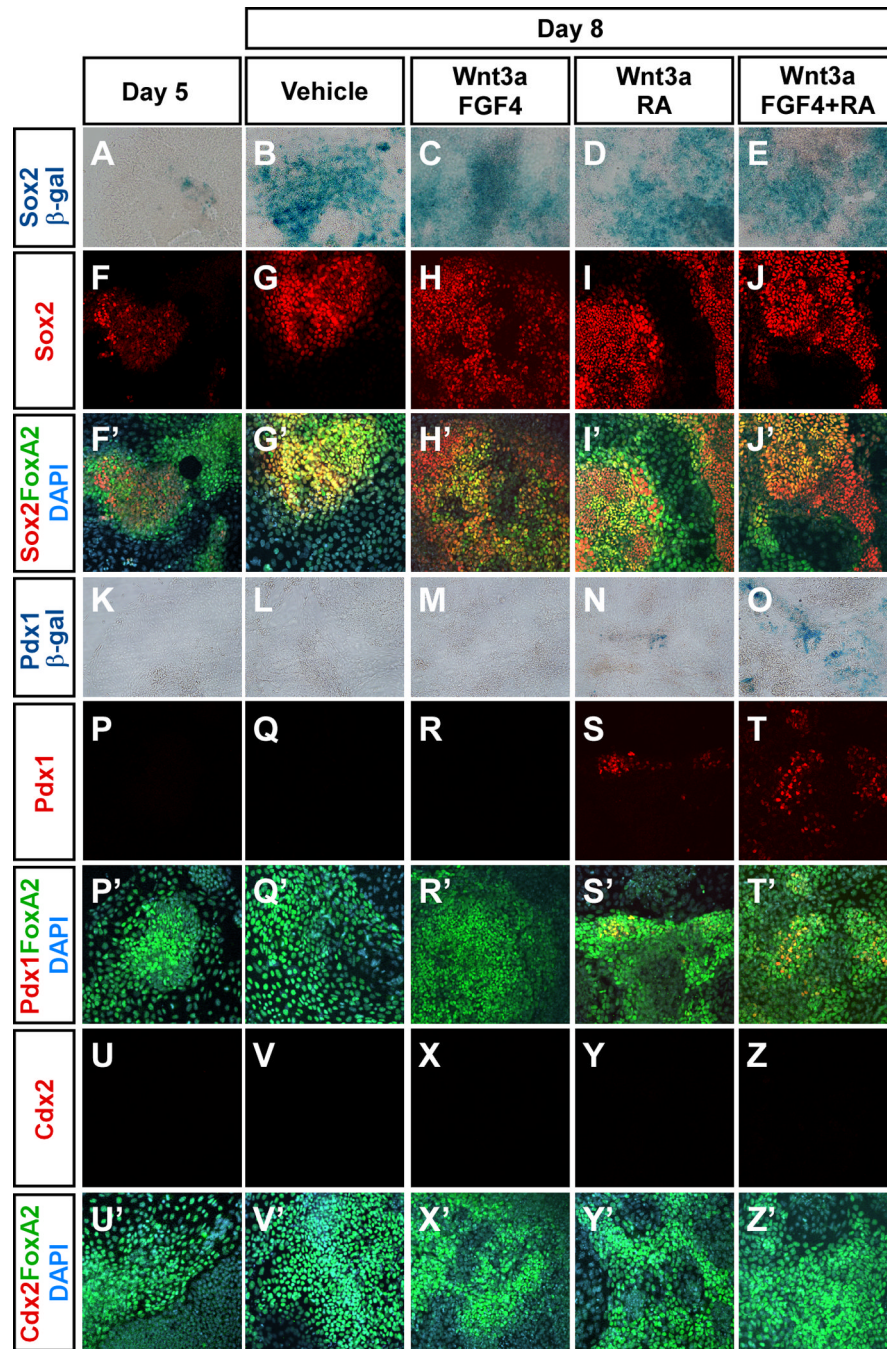 Day 8
Day 5
Vehicle
Wnt3a
FGF4
Wnt3a
RA
Wnt3a
FGF4+RA
Sox2
β-gal
A
B
C
D
E
Sox2
F
G
H
I
J
Sox2FoxA2
DAPI
F'
G'
H'
I'
J'
Pdx1
β-gal
K
L
M
N
O
Pdx1
P
Q
R
S
T
Pdx1FoxA2
DAPI
P'
Q'
R'
S'
T'
Cdx2
U
V
X
Y
Z
Cdx2FoxA2
DAPI
U'
V'
X'
Y'
Z'